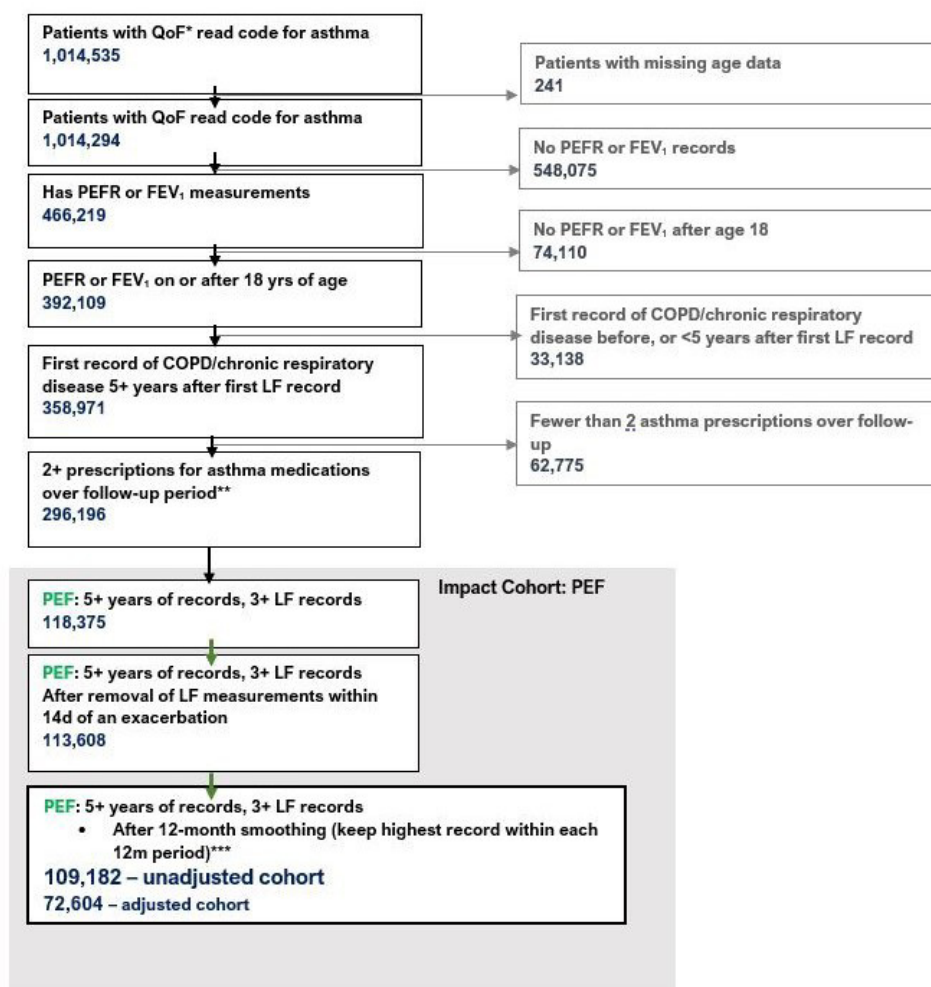 Patients with QoF* read code for asthma
1,014,535
Patients with missing age data
241
Patients with QoF read code for asthma
1,014,294
No PEFR or FEV₁ records
548,075
Has PEFR or FEV₁ measurements
466,219
No PEFR or FEV₁ after age 18
74,110
PEFR or FEV₁ on or after 18 yrs of age
392,109
First record of COPD/chronic respiratory
disease before, or <5 years after first LF record
33,138
First record of COPD/chronic respiratory
disease 5+ years after first LF record
358,971
Fewer than 2 asthma prescriptions over follow-
up
62,775
2+ prescriptions for asthma medications
over follow-up period**
296,196
Impact Cohort: PEF
PEF: 5+ years of records, 3+ LF records
118,375
PEF: 5+ years of records, 3+ LF records
After removal of LF measurements within
14d of an exacerbation
113,608
PEF: 5+ years of records, 3+ LF records
• After 12-month smoothing (keep highest record within each
12m period)***
109,182 – unadjusted cohort
72,604 – adjusted cohort